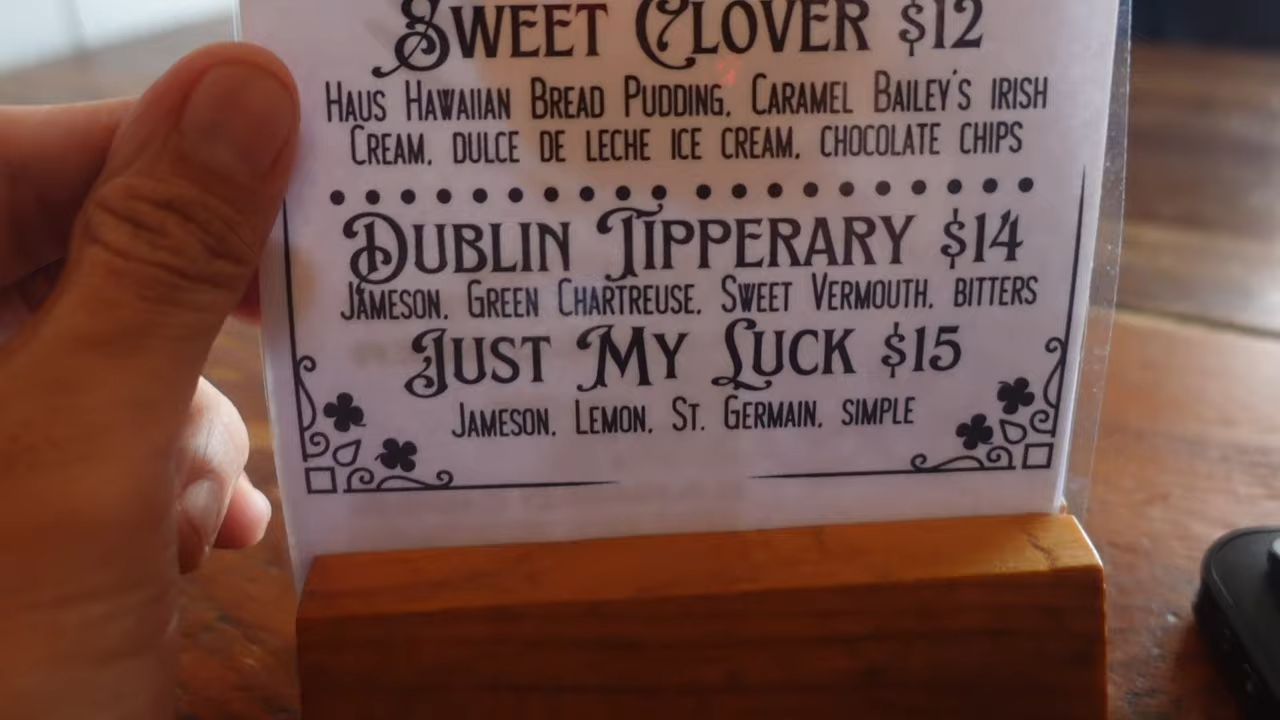 Sweet Clover $12
Haus Hawaiian Bread Pudding, Caramel Bailey's Irish
Cream, dulce de leche ice cream, chocolate chips
Dublin Tipperary $14
Jameson, Green Chartreuse, Sweet Vermouth, bitters
Just My Luck $15
Jameson, Lemon, St. Germain, simple